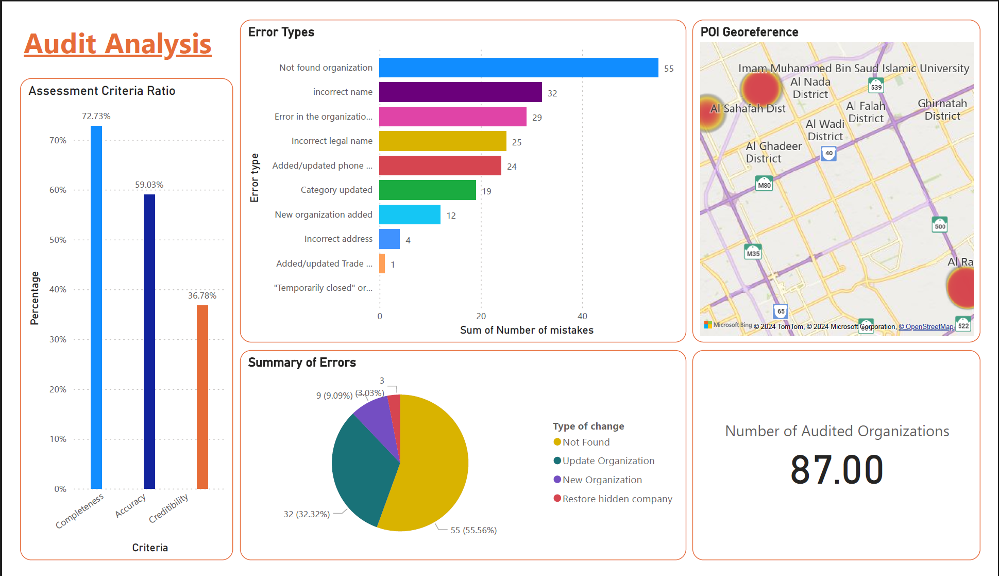 Audit Analysis
Assessment Criteria Ratio
72.73%
59.03%
36.78%
70%
60%
50%
40%
30%
20%
10%
0%
Percentage
Completeness
Accuracy
Creditibility
Criteria
Error Types
Error type
Not found organization
55
incorrect name
32
Error in the organizatio...
29
Incorrect legal name
25
Added/updated phone ...
24
Category updated
19
New organization added
12
Incorrect address
4
Added/updated Trade ...
1
"Temporarily closed" or...
0
20
40
Sum of Number of mistakes
POI Georeference
Imam Muhammed Bin Saud Islamic University
Al Nada
District
539
Al Sahafah Dist
Al Falah
District
Ghirnatah
District
Al Wadi
District
Al Ghadeer
District
40
M80
500
M35
Al Ra
65
522
Microsoft Bing
© 2024 TomTom, © 2024 Microsoft Corporation, © OpenStreetMap
Summary of Errors
3
(3.03%)
9 (9.09%)
32 (32.32%)
55 (55.56%)
Type of change
Not Found
Update Organization
New Organization
Restore hidden company
Number of Audited Organizations
87.00